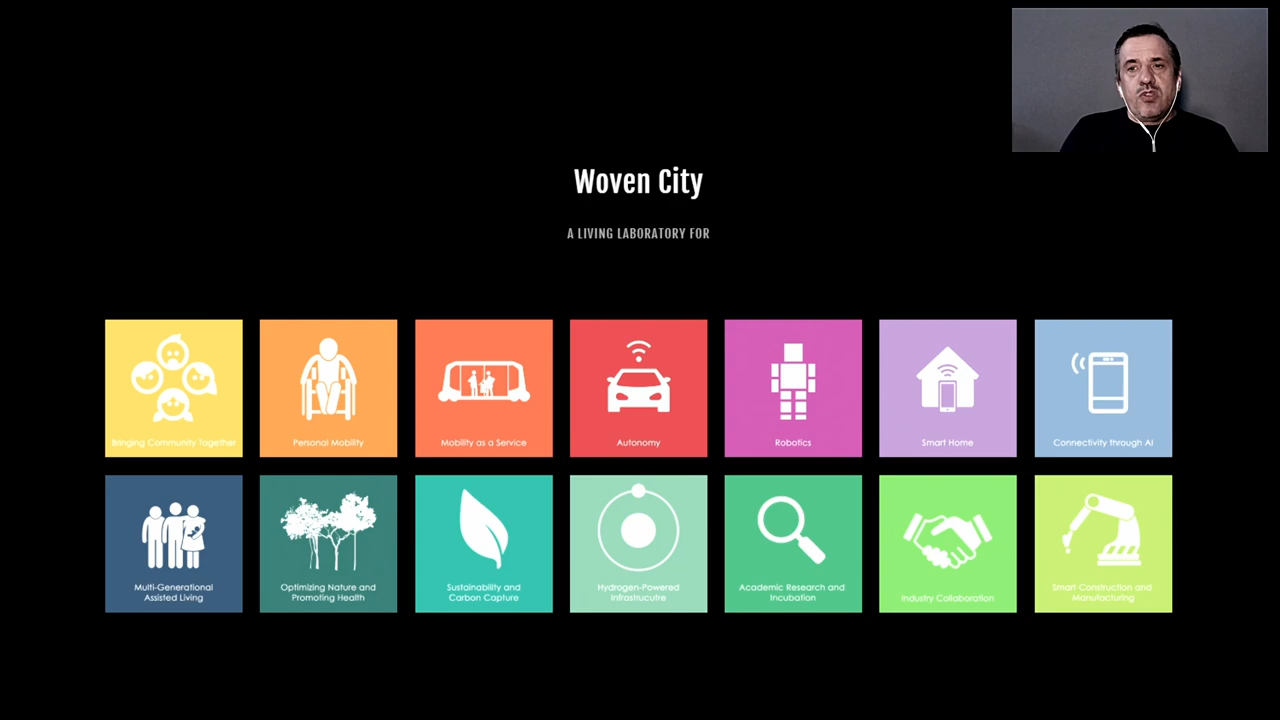 Woven City
A LIVING LABORATORY FOR
Bringing Community Together
Personal Mobility
Mobility as a Service
Autonomy
Robotics
Smart Home
Connectivity through AI
Multi-Generational
Assisted Living
Optimizing Nature and
Promoting Health
Sustainability and
Carbon Capture
Hydrogen-Powered
Infrastrucutre
Academic Research and
Incubation
Industry Collaboration
Smart Construction and
Manufacturing